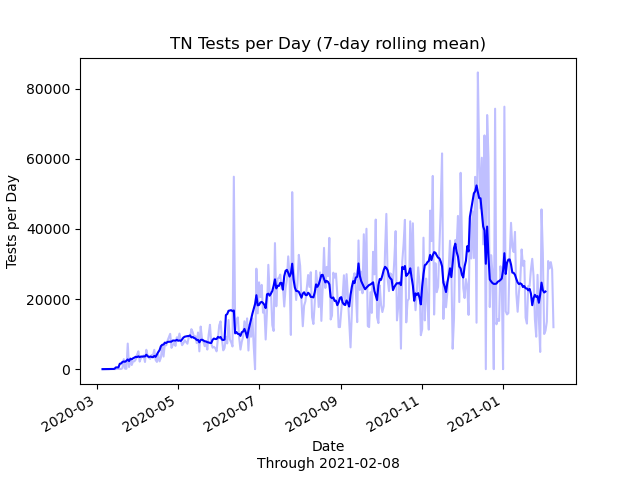 TN Tests per Day (7-day rolling mean)
80000
60000
40000
20000
0
Tests per Day
2020-03
2020-05
2020-07
2020-09
2020-11
2021-01
Date
Through 2021-02-08